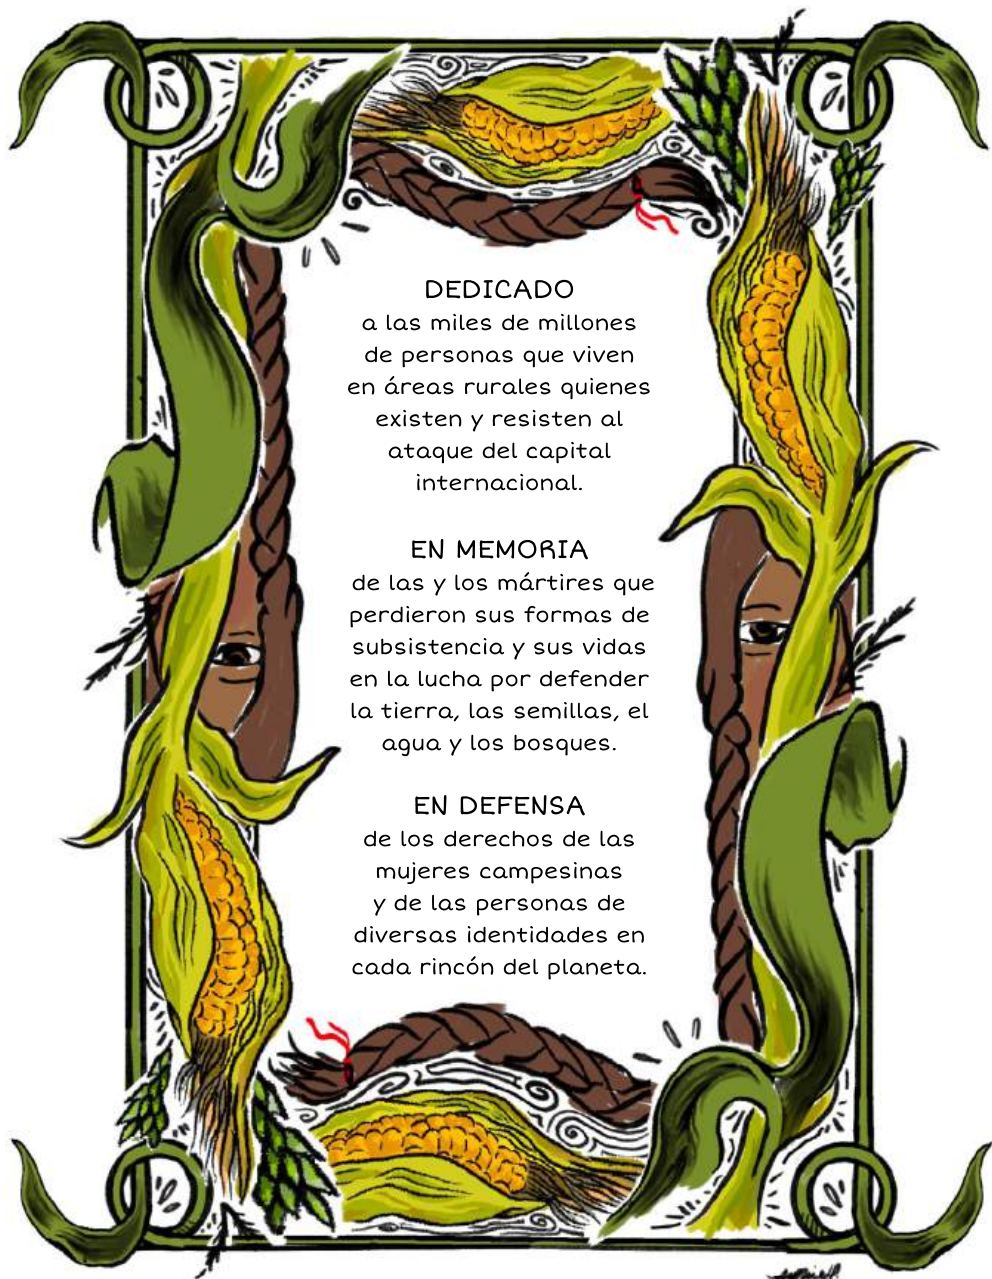 DEDICADO
a las miles de millones
de personas que viven
en áreas rurales quienes
existen y resisten al
ataque del capital
internacional.
EN MEMORIA
de las y los mártires que
perdieron sus formas de
subsistencia y sus vidas
en la lucha por defender
la tierra, las semillas, el
agua y los bosques.
EN DEFENSA
de los derechos de las
mujeres campesinas
y de las personas de
diversas identidades en
cada rincón del planeta.